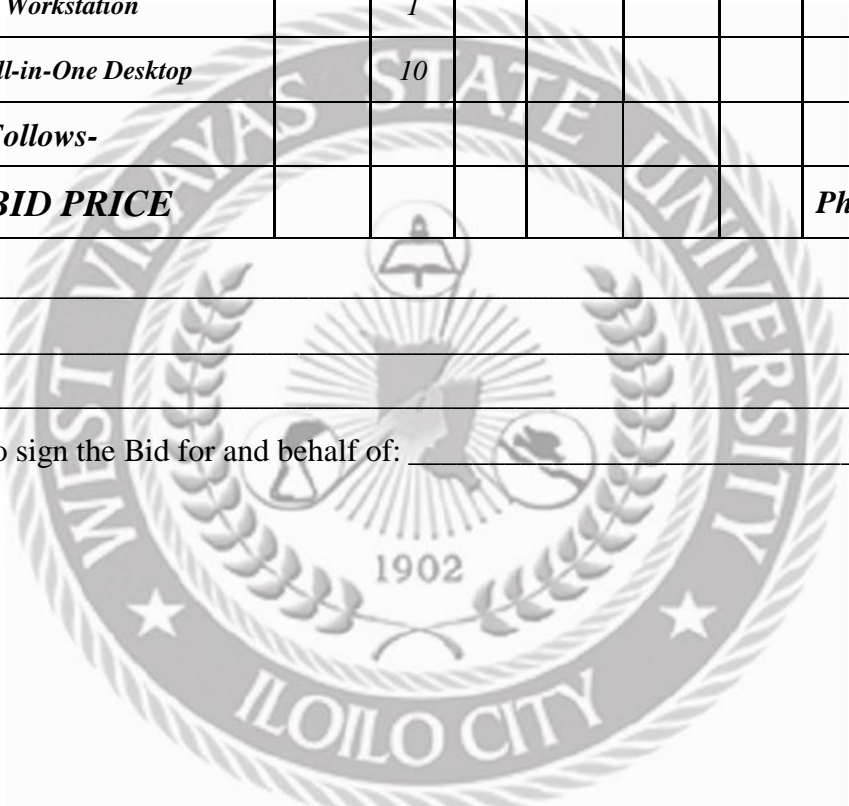 Workstation 1
ll-in-One Desktop 10
Follows-
BID PRICE Ph
o sign the Bid for and behalf of:
WEST VISAYAS STATE UNIVERSITY
1902
ILOILO CITY